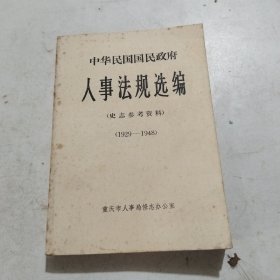 中华民国国民政府
人事法规选编
(史志参考资料)
(1929—1948)
重庆市人事局修志办公室